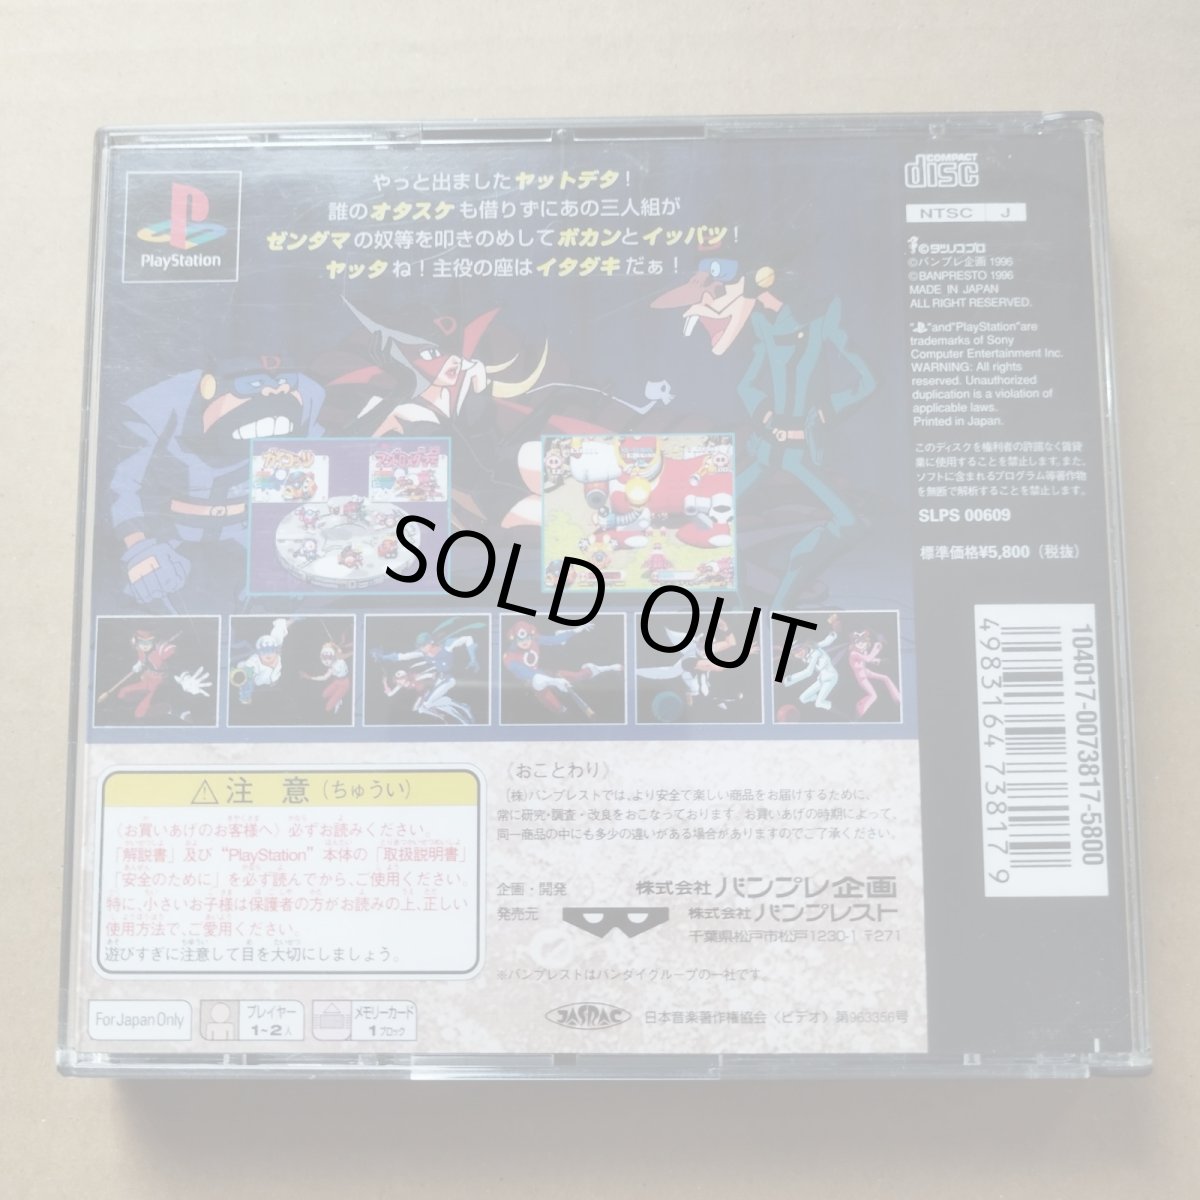 PlayStation
やっと出ましたヤットデタ！
誰のオタスケも借りずにあの三人組が
ゼンダマの奴等を叩きのめしてボカンとイッパツ！
ヤッタね！主役の座はイタダキだぁ！
COMPACT
disc
NTSC J
©タツノコプロ
©バンプレ企画 1996
©BANPRESTO 1996
MADE IN JAPAN
ALL RIGHT RESERVED.
"and"PlayStation"are
trademarks of Sony
Computer Entertainment Inc.
WARNING: All rights
reserved. Unauthorized
duplication is a violation of
applicable laws.
Printed in Japan.
このディスクを権利者の許諾なく賃貸
業に使用することを禁止します。また、
ソフトに含まれるプログラム等著作物
を無断で解析することを禁止します。
SLPS 00609
標準価格¥5,800（税抜）
104017-0073817-5800
4983164738179
SOLD OUT
注意(ちゅうい)
〈お買いあげのお客様へ〉必ずお読みください。
「解説書」及び"PlayStation"本体の「取扱説明書」
「安全のために」を必ず読んでから、ご使用ください。
特に、小さいお子様は保護者の方がお読みの上、正しい
使用方法で、ご愛用ください。
遊びすぎに注意して目を大切にしましょう。
《おことわり》
(株)バンプレストでは、より安全で楽しい商品をお届けするために、
常に研究・調査・改良をおこなっております。お買いあげの時期によって、
同一商品の中にも多少の違いがある場合がありますのでご了承ください。
企画・開発 株式会社バンプレ企画
発売元 株式会社バンプレスト
千葉県松戸市松戸1230-1 〒271
※バンプレストはバンダイグループの一社です。
For Japan Only
プレイヤー
1~2人
メモリーカード
1ブロック
JASRAC
日本音楽著作権協会〈ビデオ〉第963356号